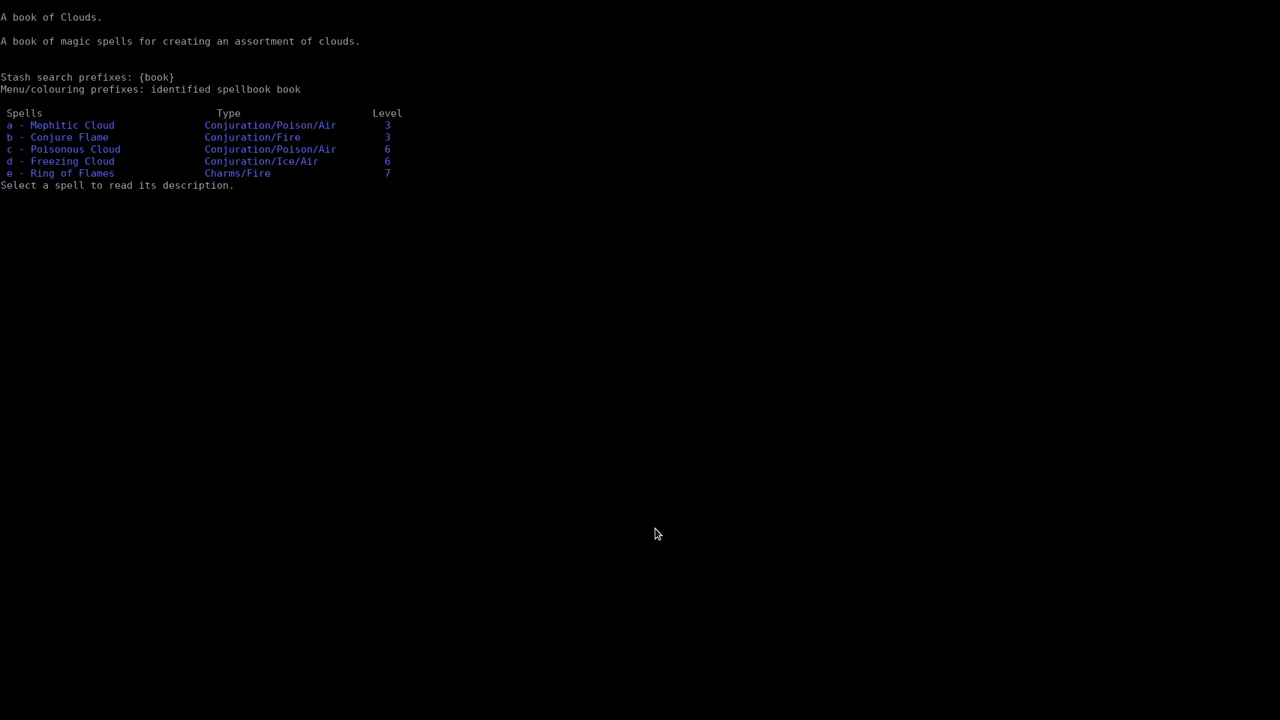 A book of Clouds.
A book of magic spells for creating an assortment of clouds.
Stash search prefixes: {book}
Menu/colouring prefixes: identified spellbook book
Spells Type Level
a - Mephitic Cloud Conjuration/Poison/Air 3
b - Conjure Flame Conjuration/Fire 3
c - Poisonous Cloud Conjuration/Poison/Air 6
d - Freezing Cloud Conjuration/Ice/Air 6
e - Ring of Flames Charms/Fire 7
Select a spell to read its description.